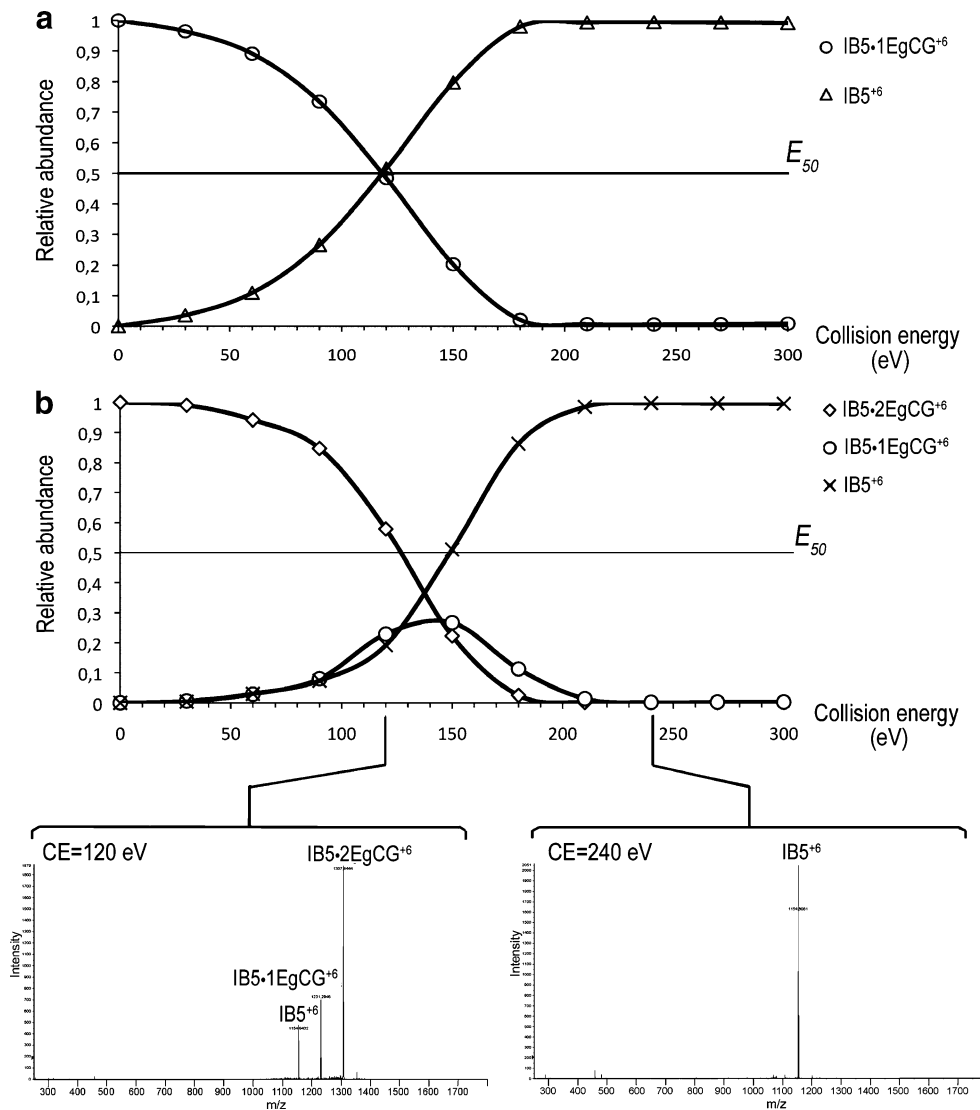 a
Relative abundance
1
0,9
0,8
0,7
0,6
0,5
0,4
0,3
0,2
0,1
0
E50
0 50 100 150 200 250 300
Collision energy
(eV)
IB5•1EgCG+6
IB5+6
b
Relative abundance
1
0,9
0,8
0,7
0,6
0,5
0,4
0,3
0,2
0,1
0
E50
0 50 100 150 200 250 300
Collision energy
(eV)
IB5•2EgCG+6
IB5•1EgCG+6
IB5+6
CE=120 eV
IB5•2EgCG+6
IB5•1EgCG+6
IB5+6
Intensity
300 400 500 600 700 800 900 1000 1100 1200 1300 1400 1500 1600 1700
m/z
CE=240 eV
IB5+6
Intensity
300 400 500 600 700 800 900 1000 1100 1200 1300 1400 1500 1600 1700
m/z